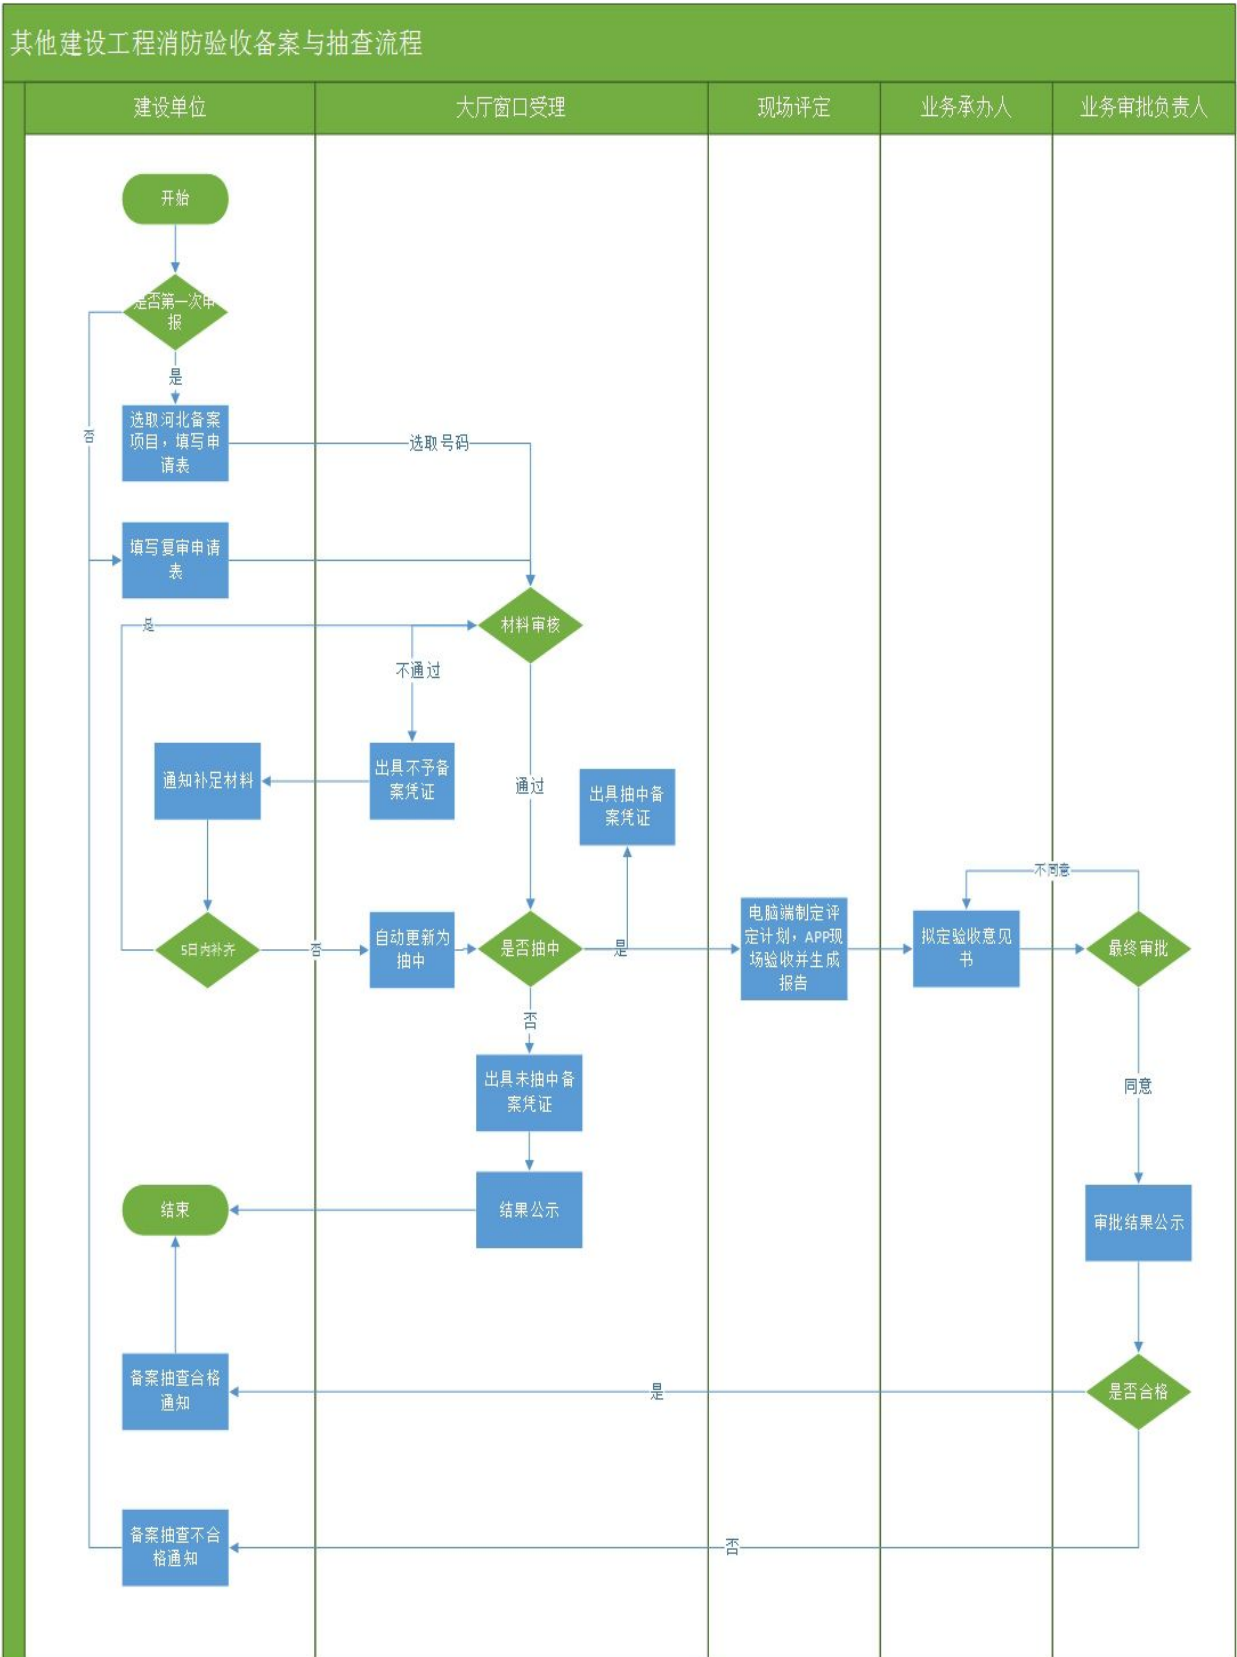 其他建设工程消防验收备案与抽查流程
建设单位
大厅窗口受理
现场评定
业务承办人
业务审批负责人
开始
是否第一次申
报
是
否
选取河北备案
项目，填写申
请表
选取号码
填写复审申请
表
是
材料审核
不通过
通知补足材料
出具不予备
案凭证
通过
出具抽中备
案凭证
不同意
5日内补齐
否
自动更新为
抽中
是否抽中
是
电脑端制定评
定计划，APP现
场验收并生成
报告
拟定验收意见
书
最终审批
否
出具未抽中备
案凭证
同意
结束
结果公示
审批结果公示
备案抽查合格
通知
是
是否合格
备案抽查不合
格通知
否